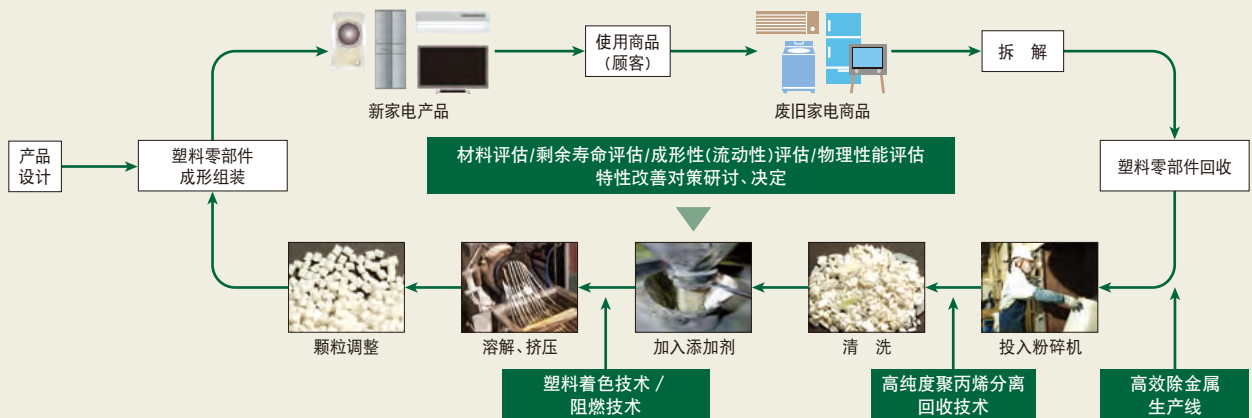 新家电产品
使用商品
(顾客)
废旧家电商品
拆　解
产品
设计
塑料零部件
成形组装
材料评估/剩余寿命评估/成形性(流动性)评估/物理性能评估
特性改善对策研讨、决定
塑料零部件回收
颗粒调整
溶解、挤压
加入添加剂
清　洗
投入粉碎机
塑料着色技术 /
阻燃技术
高纯度聚丙烯分离
回收技术
高效除金属
生产线